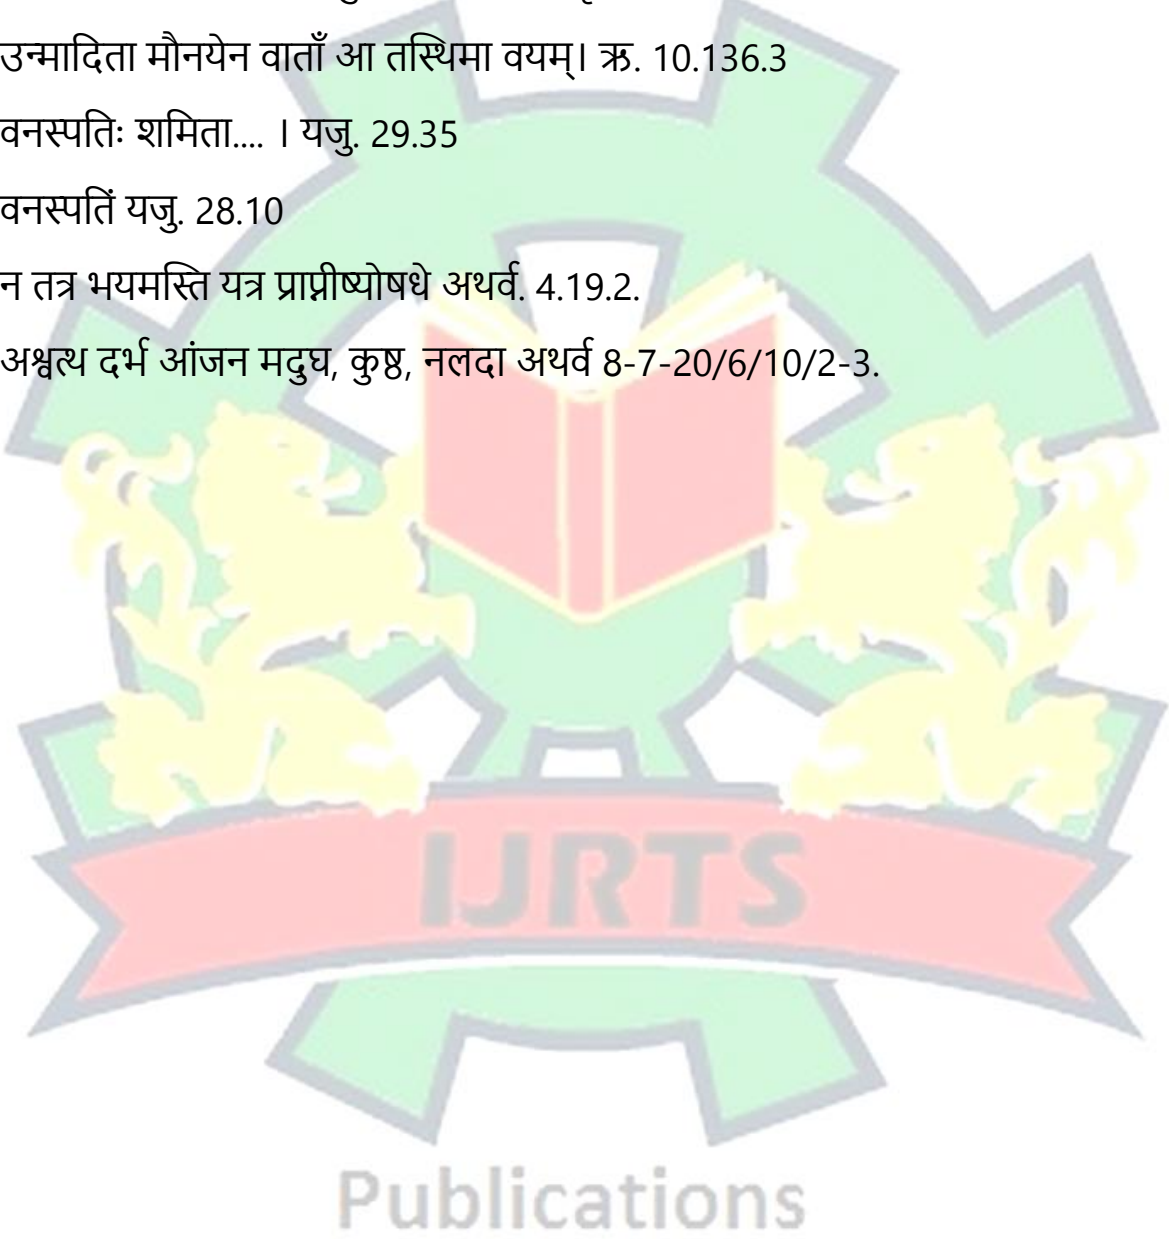 उन्मादिता मौनयेन वाताँ आ तस्थिमा वयम्। ऋ. 10.136.3
वनस्पतिः शमिता.... । यजु. 29.35
वनस्पतिं यजु. 28.10
न तत्र भयमस्ति यत्र प्राप्नीष्योषधे अथर्व. 4.19.2.
अश्वत्थ दर्भ आंजन मदुघ, कुष्ठ, नलदा अथर्व 8-7-20/6/10/2-3.
IJRTS
Publications